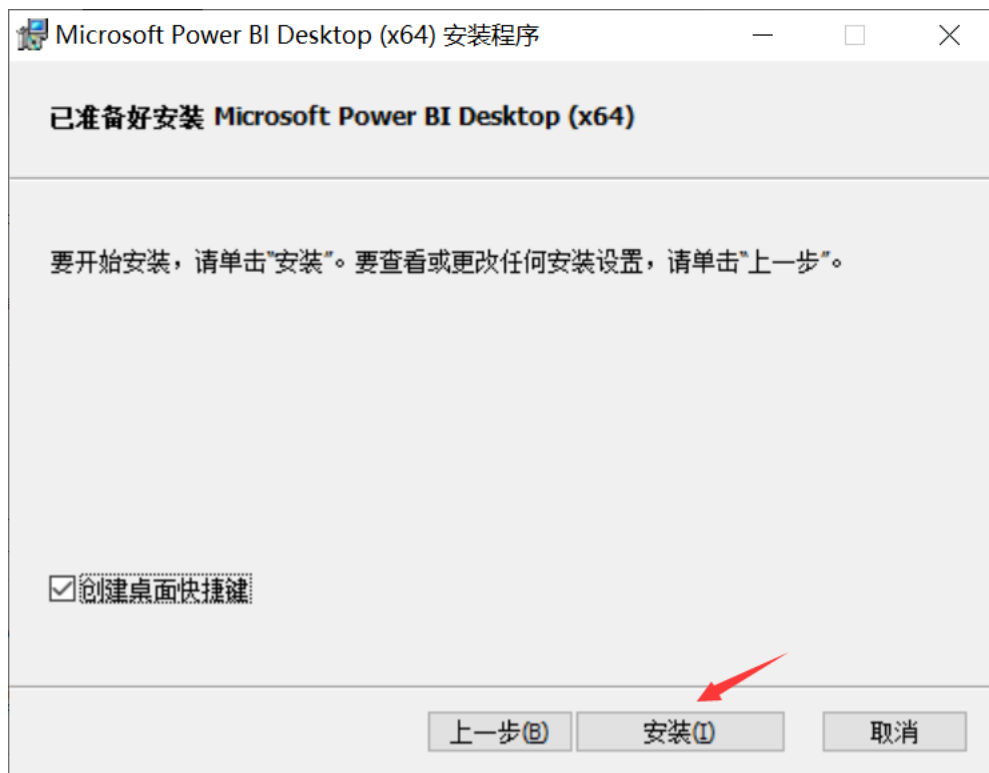 Microsoft Power BI Desktop (x64) 安装程序
已准备好安装 Microsoft Power BI Desktop (x64)
要开始安装，请单击"安装"。要查看或更改任何安装设置，请单击"上一步"。
创建桌面快捷键
上一步(B) 安装(I) 取消